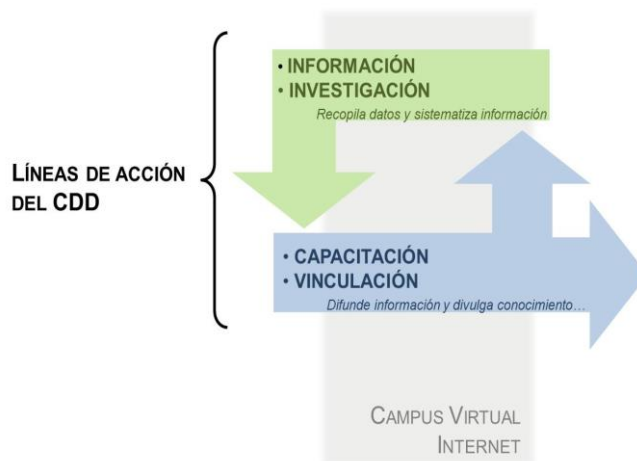 LÍNEAS DE ACCIÓN
DEL CDD
• INFORMACIÓN
• INVESTIGACIÓN
Recopila datos y sistematiza información
• CAPACITACIÓN
• VINCULACIÓN
Difunde información y divulga conocimiento…
CAMPUS VIRTUAL
INTERNET